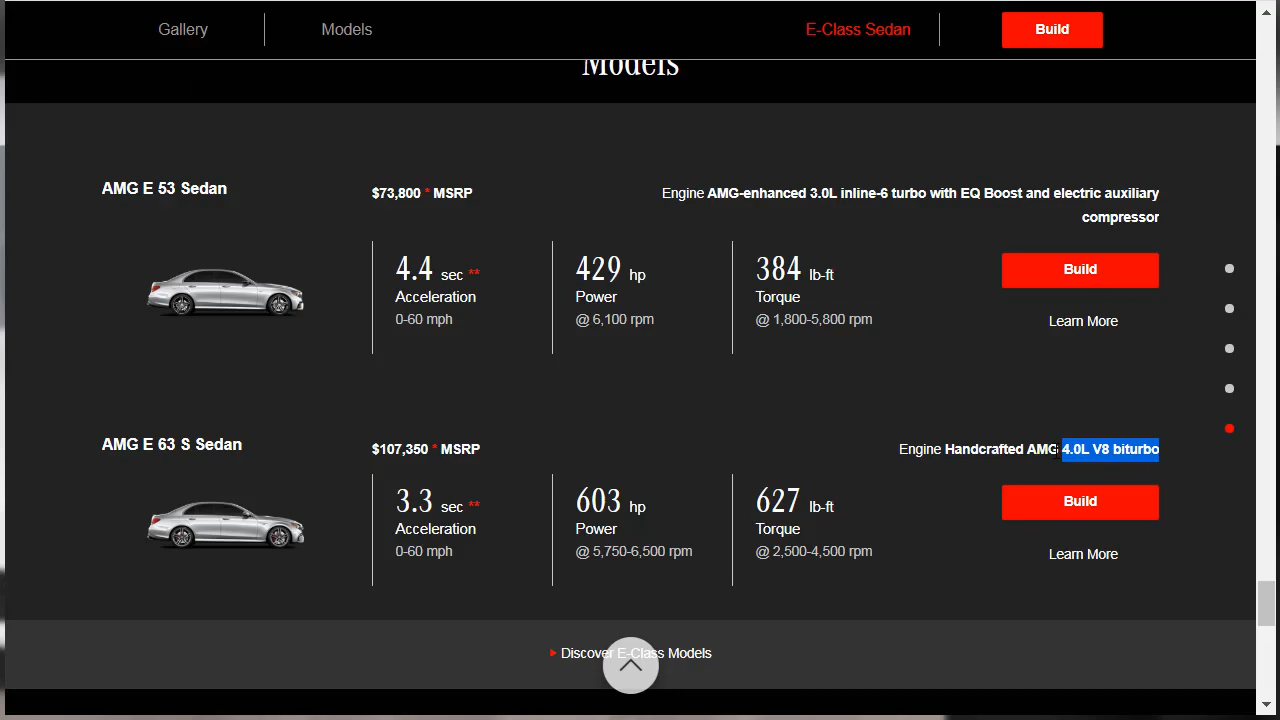 Gallery
Models
E-Class Sedan
Build
Models
AMG E 53 Sedan
$73,800 * MSRP
Engine AMG-enhanced 3.0L inline-6 turbo with EQ Boost and electric auxiliary
compressor
4.4 sec **
Acceleration
0-60 mph
429 hp
Power
@ 6,100 rpm
384 lb-ft
Torque
@ 1,800-5,800 rpm
Build
Learn More
AMG E 63 S Sedan
$107,350 * MSRP
Engine Handcrafted AMG 4.0L V8 biturbo
3.3 sec **
Acceleration
0-60 mph
603 hp
Power
@ 5,750-6,500 rpm
627 lb-ft
Torque
@ 2,500-4,500 rpm
Build
Learn More
Discover E-Class Models